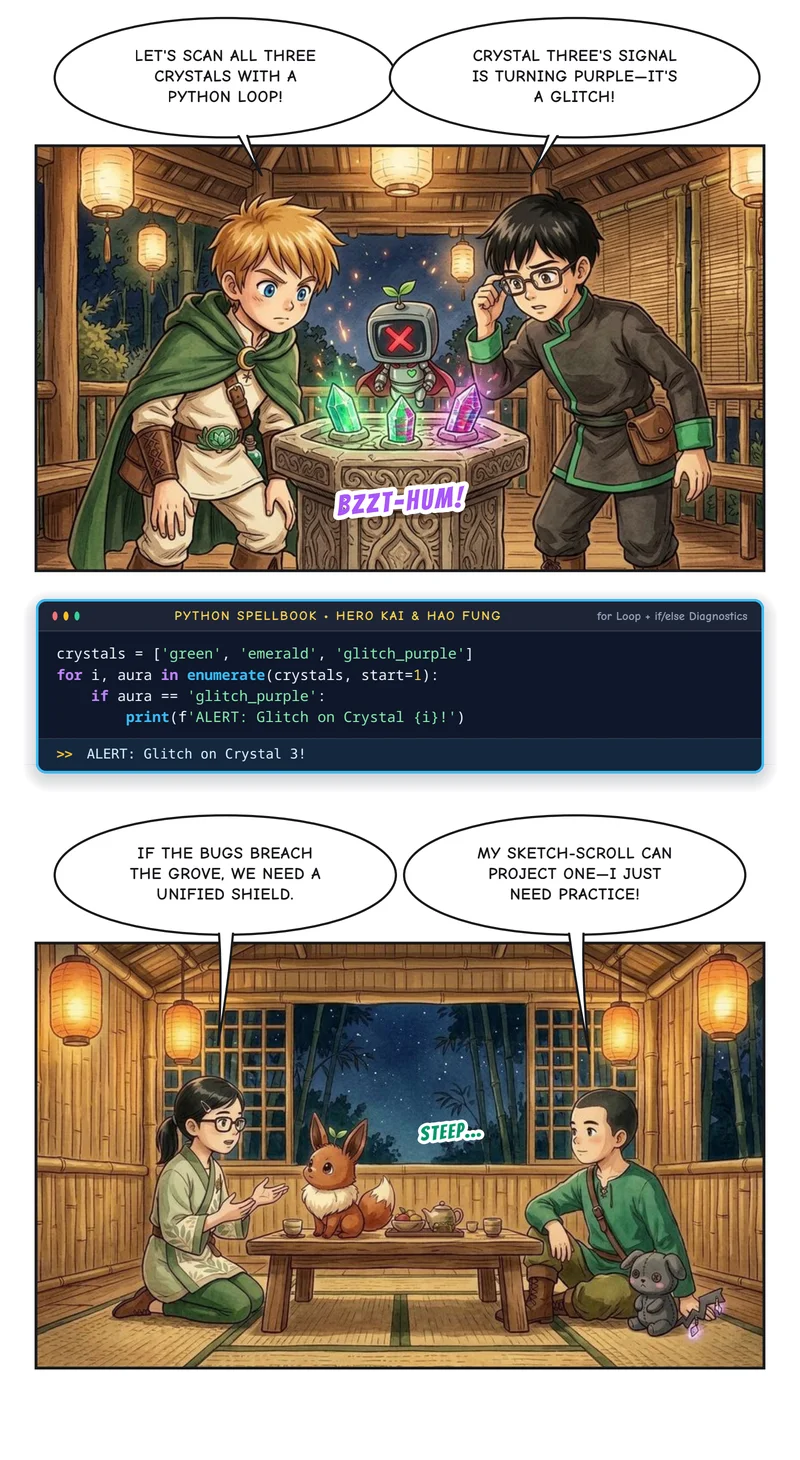 LET'S SCAN ALL THREE
CRYSTALS WITH A
PYTHON LOOP!
CRYSTAL THREE'S SIGNAL
IS TURNING PURPLE—IT'S
A GLITCH!
BZZT-HUM!
PYTHON SPELLBOOK • HERO KAI & HAO FUNG
for Loop + if/else Diagnostics
crystals = ['green', 'emerald', 'glitch_purple']
for i, aura in enumerate(crystals, start=1):
    if aura == 'glitch_purple':
        print(f'ALERT: Glitch on Crystal {i}!')
>> ALERT: Glitch on Crystal 3!
IF THE BUGS BREACH
THE GROVE, WE NEED A
UNIFIED SHIELD.
MY SKETCH-SCROLL CAN
PROJECT ONE—I JUST
NEED PRACTICE!
STEEP...